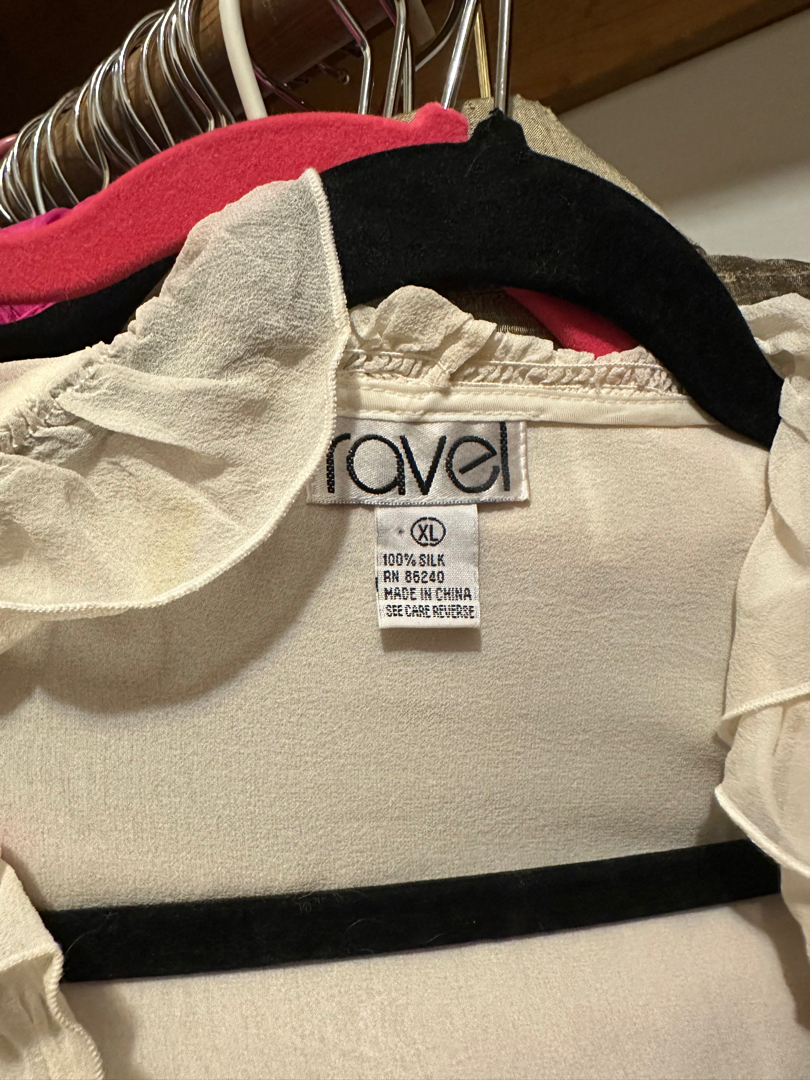 ravel
XL
100% SILK
RN 86240
MADE IN CHINA
SEE CARE REVERSE